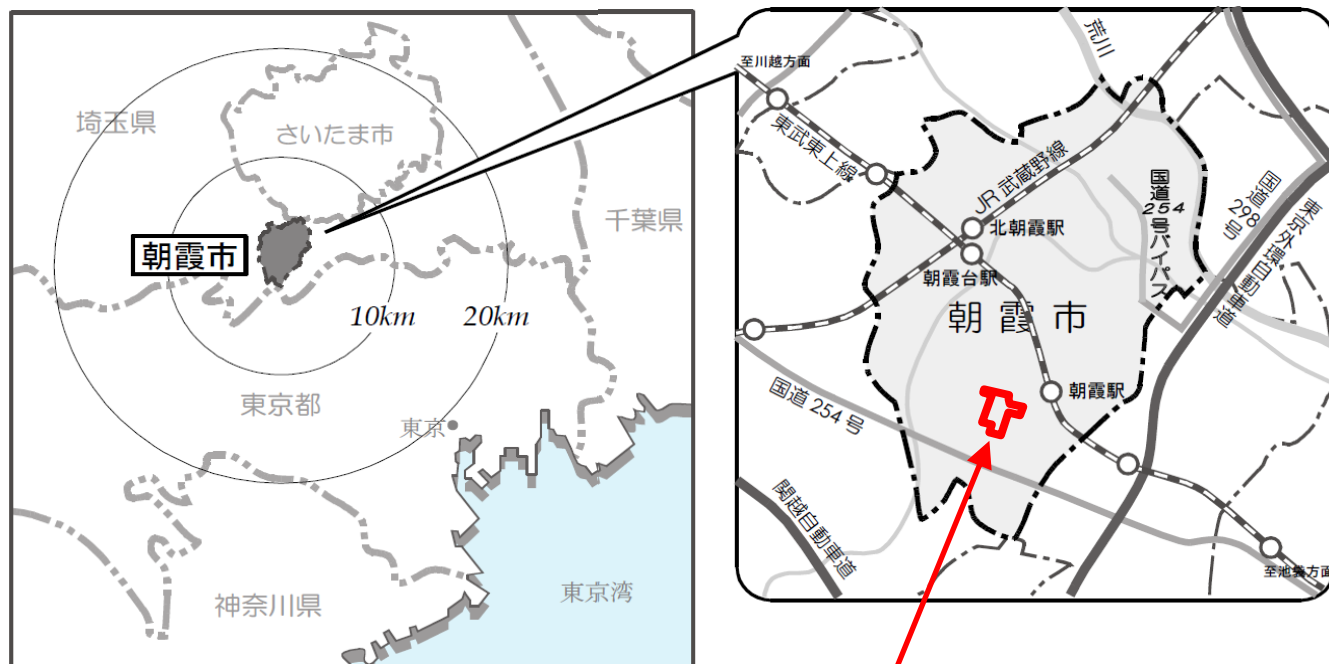 埼玉県
さいたま市
千葉県
朝霞市
10km
20km
東京都
東京
神奈川県
東京湾
至川越方面
荒川
東武東上線
JR武蔵野線
国道254号バイパス
国道298号
東京外環自動車道
北朝霞駅
朝霞台駅
朝霞市
朝霞駅
国道254号
関越自動車道
至池袋方面